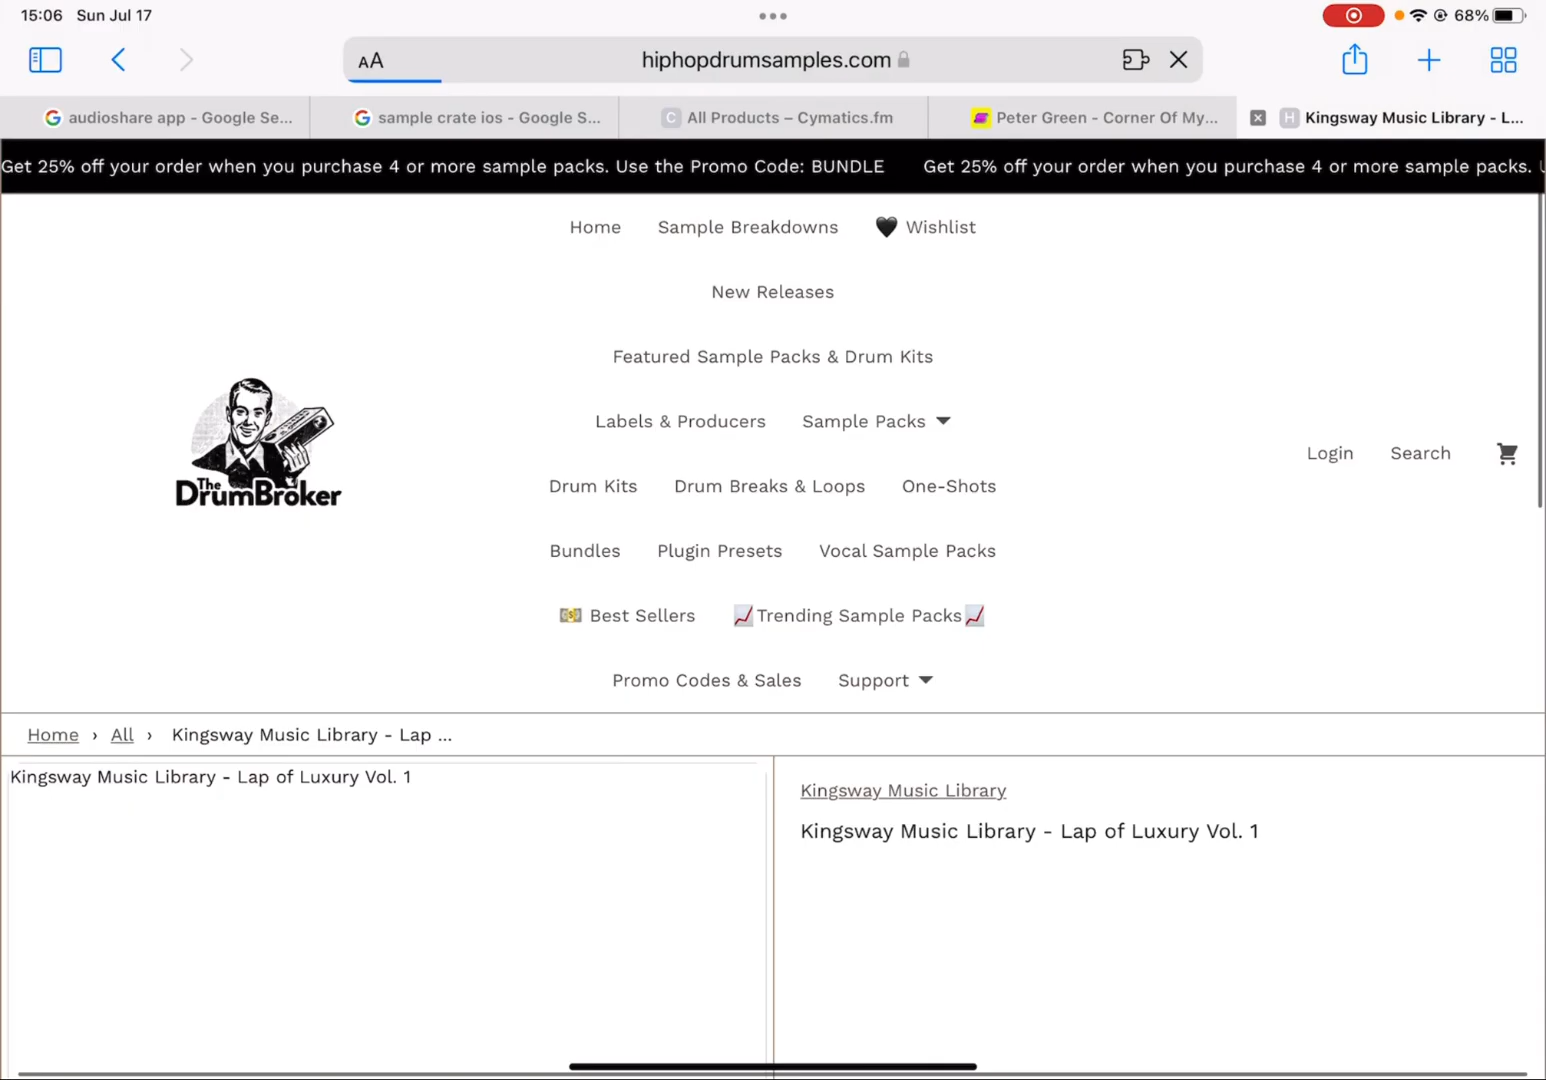 15:06 Sun Jul 17
68%
AA hiphopdrumsamples.com
audioshare app - Google Se...
sample crate ios - Google S...
C All Products – Cymatics.fm
Peter Green - Corner Of My...
H Kingsway Music Library - L...
Get 25% off your order when you purchase 4 or more sample packs. Use the Promo Code: BUNDLE Get 25% off your order when you purchase 4 or more sample packs.
Home Sample Breakdowns 🖤 Wishlist
New Releases
Featured Sample Packs & Drum Kits
Labels & Producers Sample Packs
Drum Kits Drum Breaks & Loops One-Shots
Bundles Plugin Presets Vocal Sample Packs
💵 Best Sellers 📈Trending Sample Packs📈
Promo Codes & Sales Support
The
DrumBroker
Login Search
Home › All › Kingsway Music Library - Lap ...
Kingsway Music Library - Lap of Luxury Vol. 1
Kingsway Music Library
Kingsway Music Library - Lap of Luxury Vol. 1